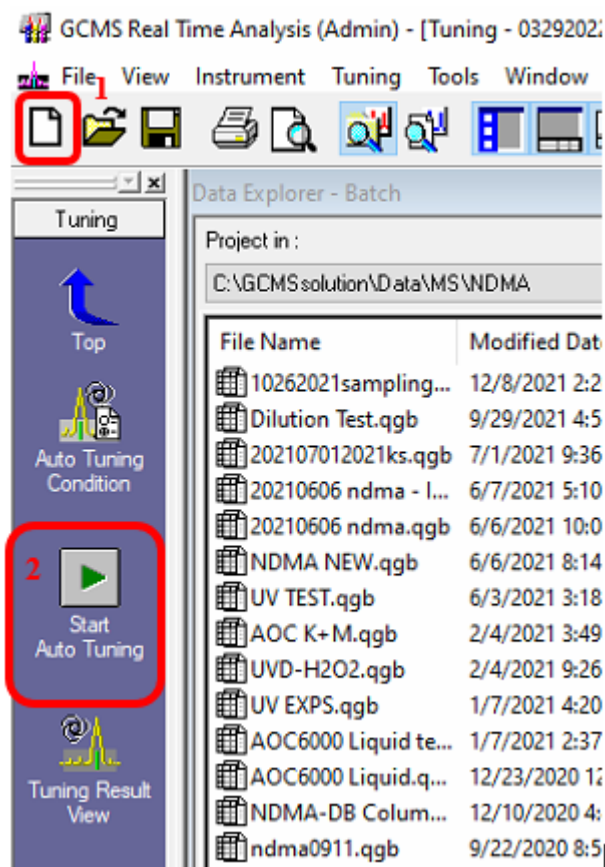 GCMS Real Time Analysis (Admin) - [Tuning - 03292022
File View Instrument Tuning Tools Window
1
Tuning
Top
Auto Tuning
Condition
2
Start
Auto Tuning
Tuning Result
View
Data Explorer - Batch
Project in :
C:\GCMSsolution\Data\MS\NDMA
File Name Modified Dat
10262021sampling... 12/8/2021 2:2
Dilution Test.qgb 9/29/2021 4:5
202107012021ks.qgb 7/1/2021 9:36
20210606 ndma - l... 6/7/2021 5:10
20210606 ndma.qgb 6/6/2021 10:0
NDMA NEW.qgb 6/6/2021 8:14
UV TEST.qgb 6/3/2021 3:18
AOC K+M.qgb 2/4/2021 3:49
UVD-H2O2.qgb 2/4/2021 9:26
UV EXPS.qgb 1/7/2021 4:20
AOC6000 Liquid te... 1/7/2021 2:37
AOC6000 Liquid.q... 12/23/2020 12
NDMA-DB Colum... 12/10/2020 4:
ndma0911.qgb 9/22/2020 8:5